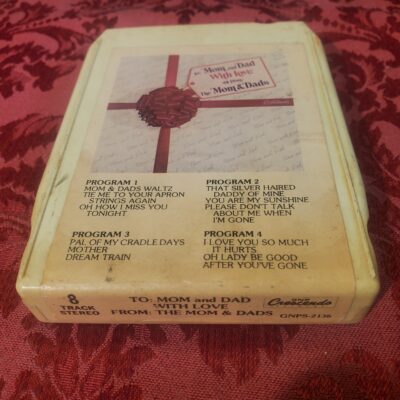 To: Mom and Dad
With Love
From:
The Mom & Dads
PROGRAM 1
MOM & DADS WALTZ
TIE ME TO YOUR APRON
STRINGS AGAIN
OH HOW I MISS YOU
TONIGHT
PROGRAM 2
THAT SILVER HAIRED
DADDY OF MINE
YOU ARE MY SUNSHINE
PLEASE DON'T TALK
ABOUT ME WHEN
I'M GONE
PROGRAM 3
PAL OF MY CRADLE DAYS
MOTHER
DREAM TRAIN
PROGRAM 4
I LOVE YOU SO MUCH
IT HURTS
OH LADY BE GOOD
AFTER YOU'VE GONE
8
TRACK
STEREO
TO: MOM and DAD
WITH LOVE
FROM: THE MOM & DADS
GNP
Crescendo
GNPS-2136